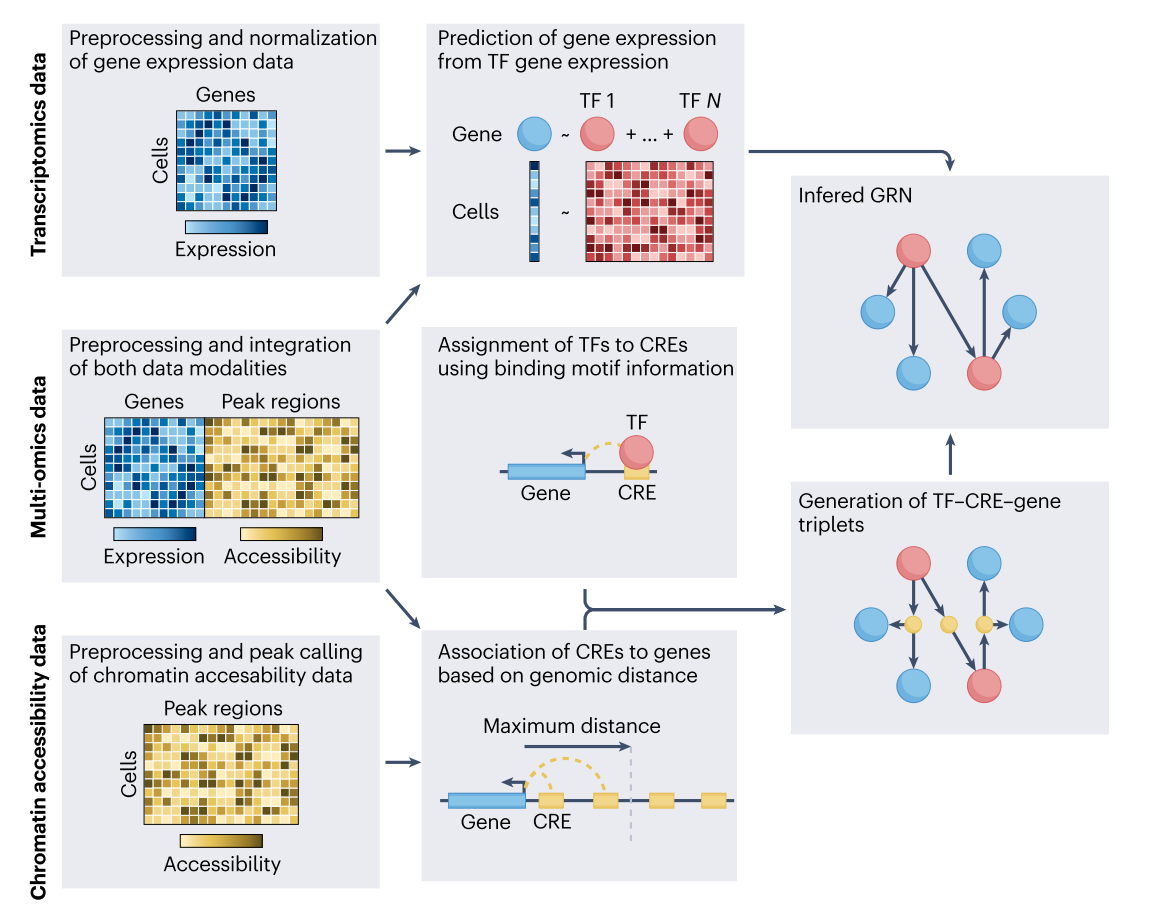 Transcriptomics data
Preprocessing and normalization
of gene expression data
Genes
Cells
Expression
Prediction of gene expression
from TF gene expression
TF 1
TF N
Gene ~ + ... +
Cells ~
Infered GRN
Multi-omics data
Preprocessing and integration
of both data modalities
Genes
Peak regions
Cells
Expression
Accessibility
Assignment of TFs to CREs
using binding motif information
TF
Gene
CRE
Generation of TF–CRE–gene
triplets
Chromatin accessibility data
Preprocessing and peak calling
of chromatin accesability data
Peak regions
Cells
Accessibility
Association of CREs to genes
based on genomic distance
Maximum distance
Gene
CRE